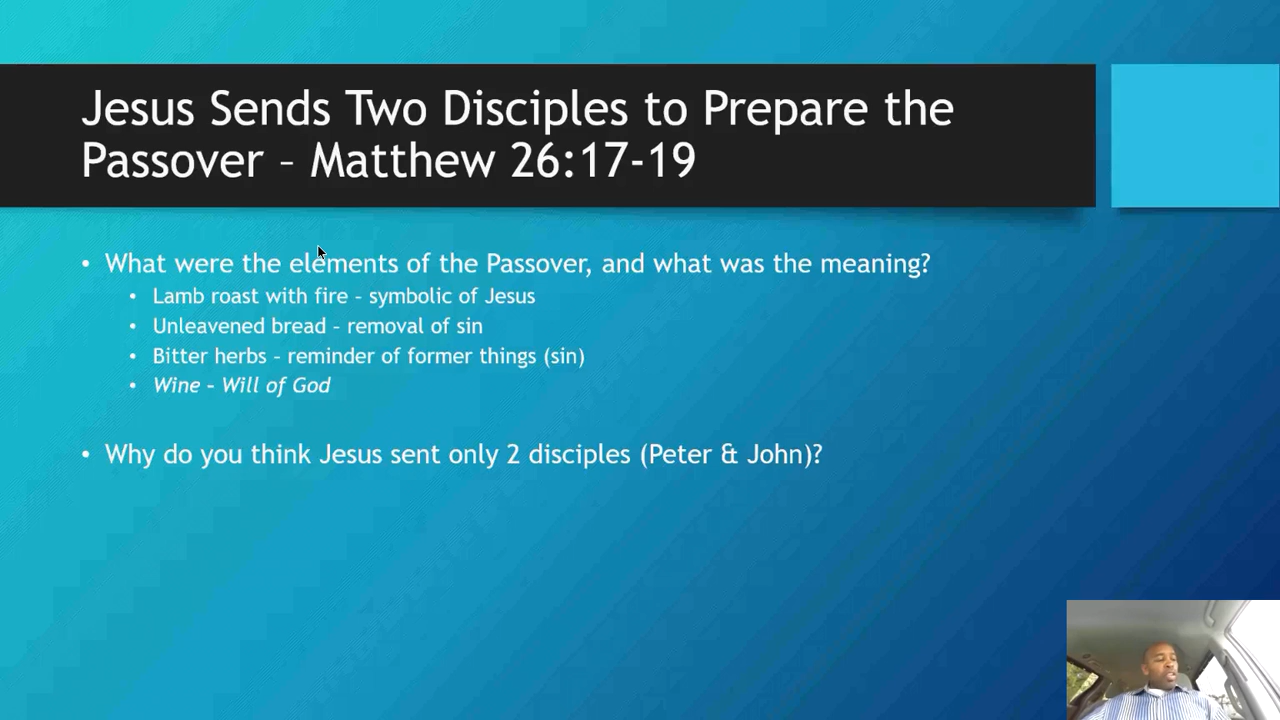 Jesus Sends Two Disciples to Prepare the
Passover – Matthew 26:17-19
• What were the elements of the Passover, and what was the meaning?
• Lamb roast with fire – symbolic of Jesus
• Unleavened bread – removal of sin
• Bitter herbs – reminder of former things (sin)
• Wine – Will of God
• Why do you think Jesus sent only 2 disciples (Peter & John)?